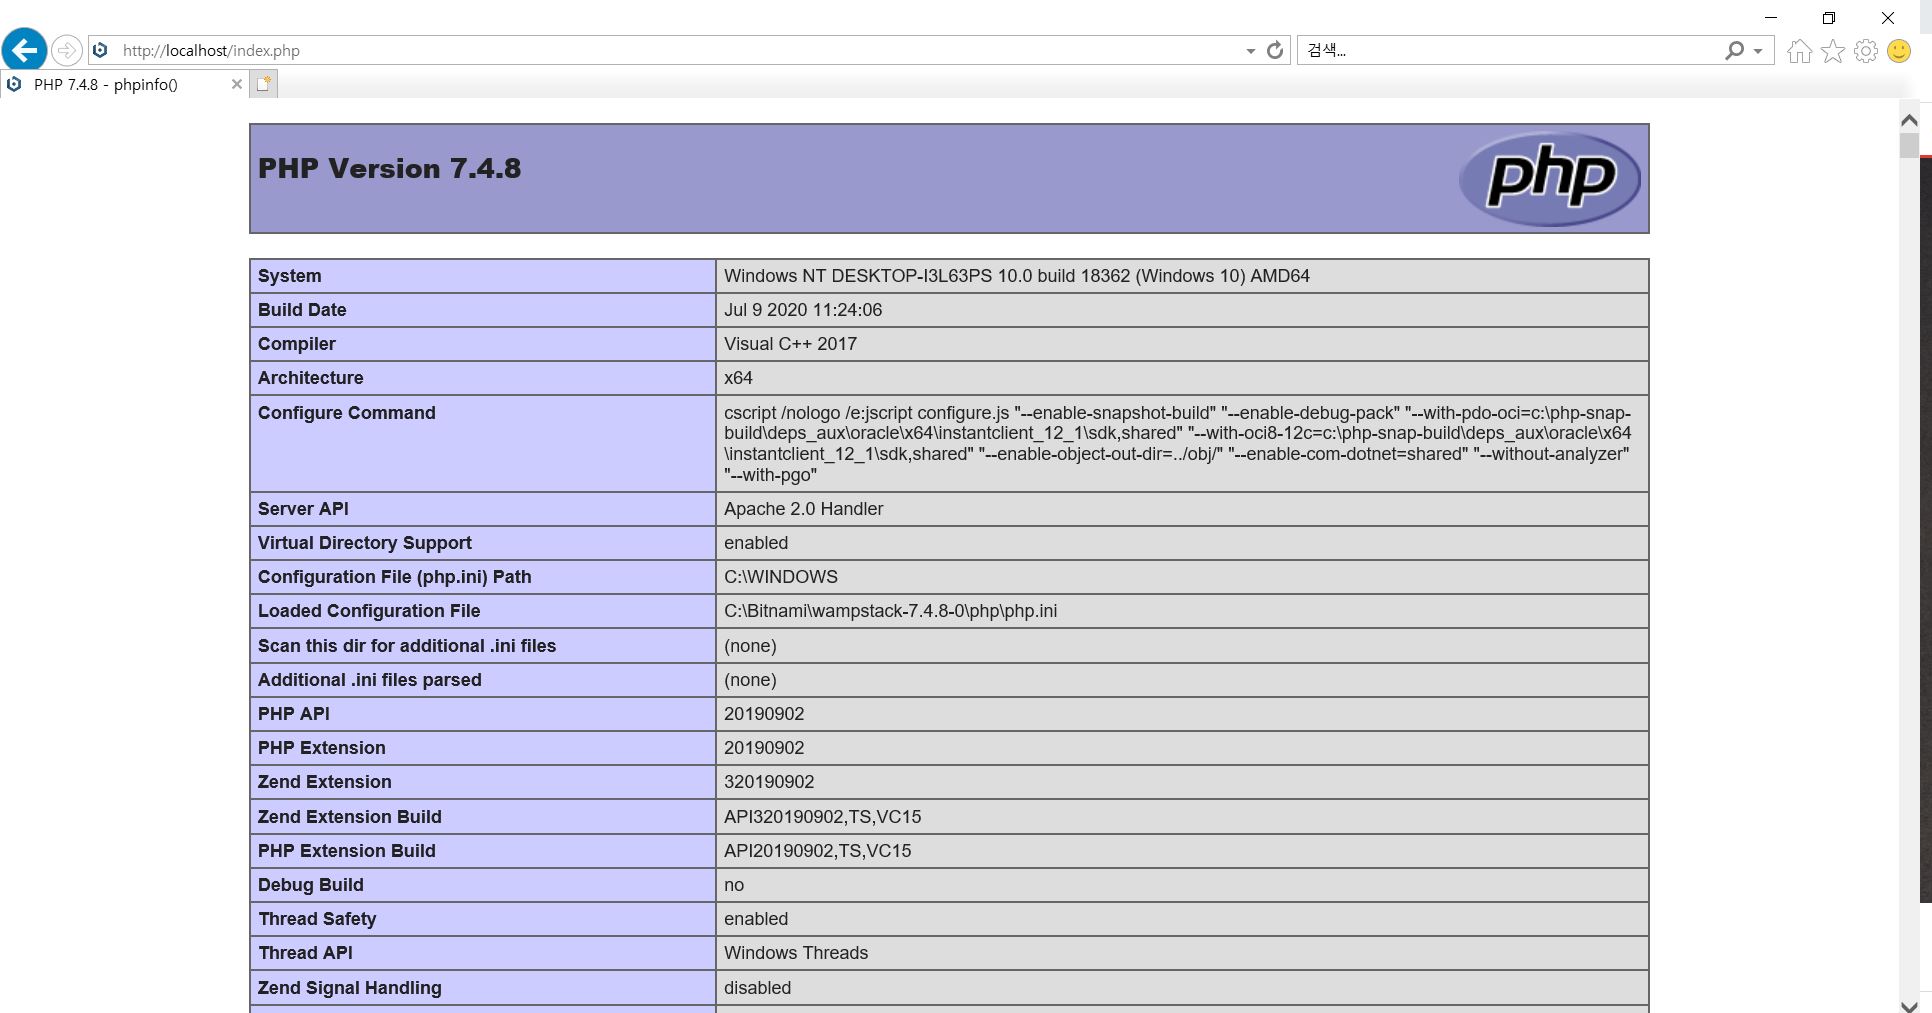 http://localhost/index.php
검색...
PHP 7.4.8 - phpinfo()
PHP Version 7.4.8
php
System Windows NT DESKTOP-I3L63PS 10.0 build 18362 (Windows 10) AMD64
Build Date Jul 9 2020 11:24:06
Compiler Visual C++ 2017
Architecture x64
Configure Command cscript /nologo /e:jscript configure.js "--enable-snapshot-build" "--enable-debug-pack" "--with-pdo-oci=c:\php-snap-
build\deps_aux\oracle\x64\instantclient_12_1\sdk,shared" "--with-oci8-12c=c:\php-snap-build\deps_aux\oracle\x64
\instantclient_12_1\sdk,shared" "--enable-object-out-dir=../obj/" "--enable-com-dotnet=shared" "--without-analyzer"
"--with-pgo"
Server API Apache 2.0 Handler
Virtual Directory Support enabled
Configuration File (php.ini) Path C:\WINDOWS
Loaded Configuration File C:\Bitnami\wampstack-7.4.8-0\php\php.ini
Scan this dir for additional .ini files (none)
Additional .ini files parsed (none)
PHP API 20190902
PHP Extension 20190902
Zend Extension 320190902
Zend Extension Build API320190902,TS,VC15
PHP Extension Build API20190902,TS,VC15
Debug Build no
Thread Safety enabled
Thread API Windows Threads
Zend Signal Handling disabled